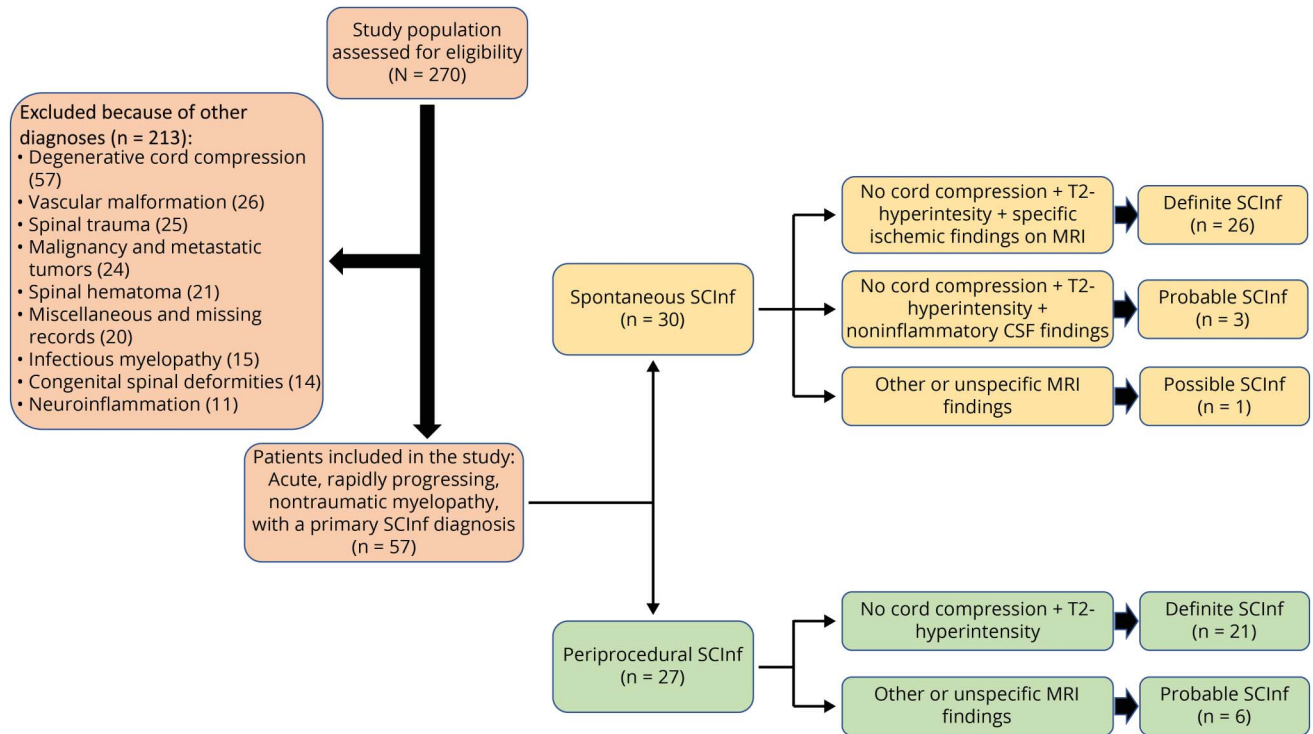 Study population
assessed for eligibility
(N = 270)
Excluded because of other
diagnoses (n = 213):
• Degenerative cord compression
(57)
• Vascular malformation (26)
• Spinal trauma (25)
• Malignancy and metastatic
tumors (24)
• Spinal hematoma (21)
• Miscellaneous and missing
records (20)
• Infectious myelopathy (15)
• Congenital spinal deformities (14)
• Neuroinflammation (11)
Patients included in the study:
Acute, rapidly progressing,
nontraumatic myelopathy,
with a primary SCInf diagnosis
(n = 57)
Spontaneous SCInf
(n = 30)
No cord compression + T2-
hyperintesity + specific
ischemic findings on MRI
Definite SCInf
(n = 26)
No cord compression + T2-
hyperintensity +
noninflammatory CSF findings
Probable SCInf
(n = 3)
Other or unspecific MRI
findings
Possible SCInf
(n = 1)
Periprocedural SCInf
(n = 27)
No cord compression + T2-
hyperintensity
Definite SCInf
(n = 21)
Other or unspecific MRI
findings
Probable SCInf
(n = 6)